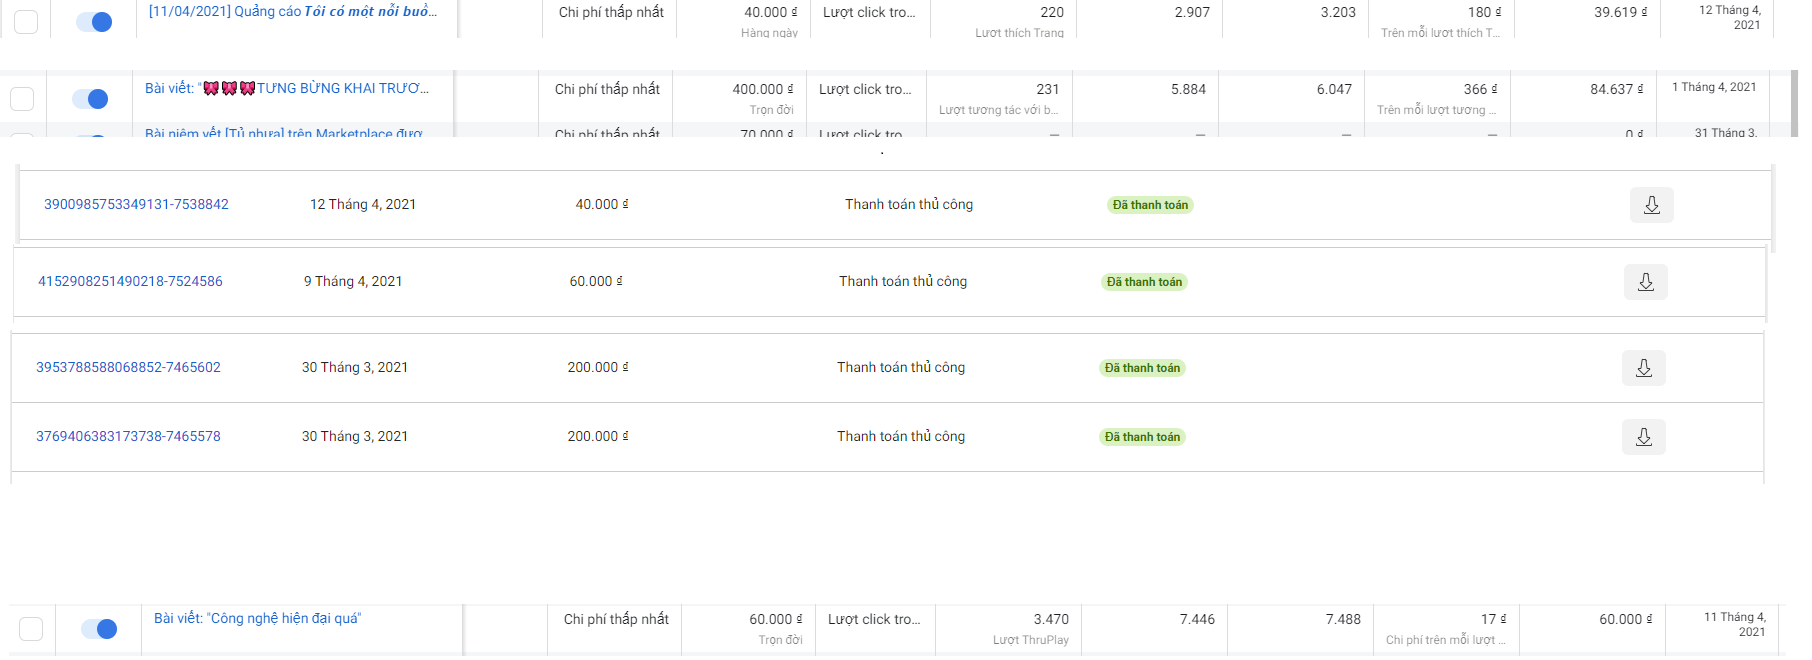 [11/04/2021] Quảng cáo Tôi có một nỗi buồ... Chi phí thấp nhất 40.000 ₫ Lượt click tro... 220 2.907 3.203 180 ₫ 39.619 ₫ 12 Tháng 4,
Hàng ngày Lượt thích Trang Trên mỗi lượt thích T... 2021
Bài viết: "🎀🎀🎀TƯNG BỪNG KHAI TRƯƠ... Chi phí thấp nhất 400.000 ₫ Lượt click tro... 231 5.884 6.047 366 ₫ 84.637 ₫ 1 Tháng 4, 2021
Trọn đời Lượt tương tác với b... Trên mỗi lượt tương ...
Bài niêm yết [Tủ nhựa] trên Marketplace đượ Chi phí thấp nhất 70.000 ₫ Lượt click tro — — — — 0 ₫ 31 Tháng 3,
.
3900985753349131-7538842 12 Tháng 4, 2021 40.000 ₫ Thanh toán thủ công Đã thanh toán
4152908251490218-7524586 9 Tháng 4, 2021 60.000 ₫ Thanh toán thủ công Đã thanh toán
3953788588068852-7465602 30 Tháng 3, 2021 200.000 ₫ Thanh toán thủ công Đã thanh toán
3769406383173738-7465578 30 Tháng 3, 2021 200.000 ₫ Thanh toán thủ công Đã thanh toán
Bài viết: "Công nghệ hiện đại quá" Chi phí thấp nhất 60.000 ₫ Lượt click tro... 3.470 7.446 7.488 17 ₫ 60.000 ₫ 11 Tháng 4,
Trọn đời Lượt ThruPlay Chi phí trên mỗi lượt ... 2021